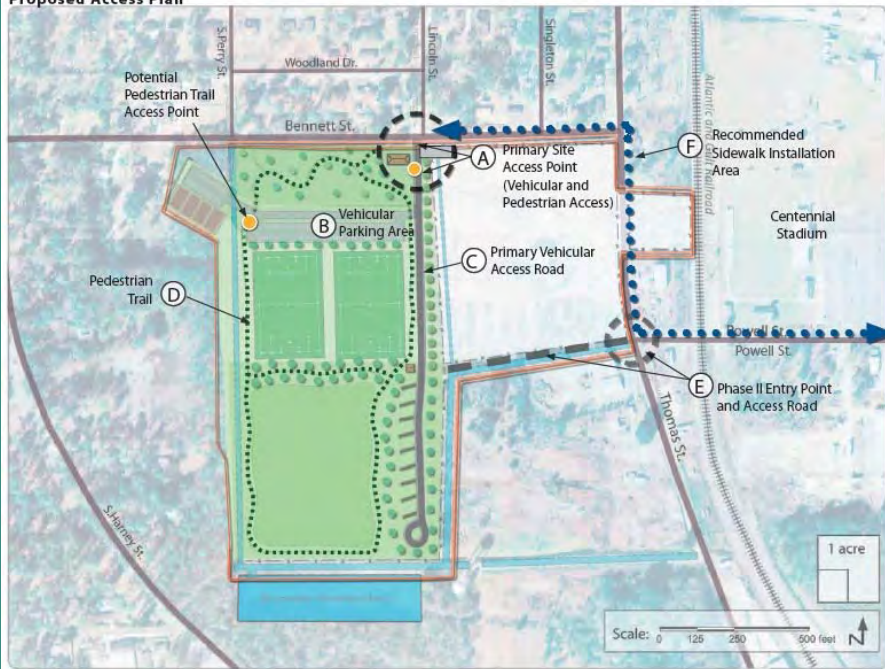 Proposed Access Plan
S.Perry St.
Lincoln St.
Singleton St.
Woodland Dr.
Potential
Pedestrian Trail
Access Point
Bennett St.
Atlantic and Gulf Railroad
A
Primary Site
Access Point
(Vehicular and
Pedestrian Access)
F
Recommended
Sidewalk Installation
Area
B
Vehicular
Parking Area
Centennial
Stadium
C
Primary Vehicular
Access Road
Pedestrian
Trail
D
Powell St.
Powell St.
E
Phase II Entry Point
and Access Road
Thomas St.
S.Harney St.
1 acre
Scale:
0 125 250 500 feet
N